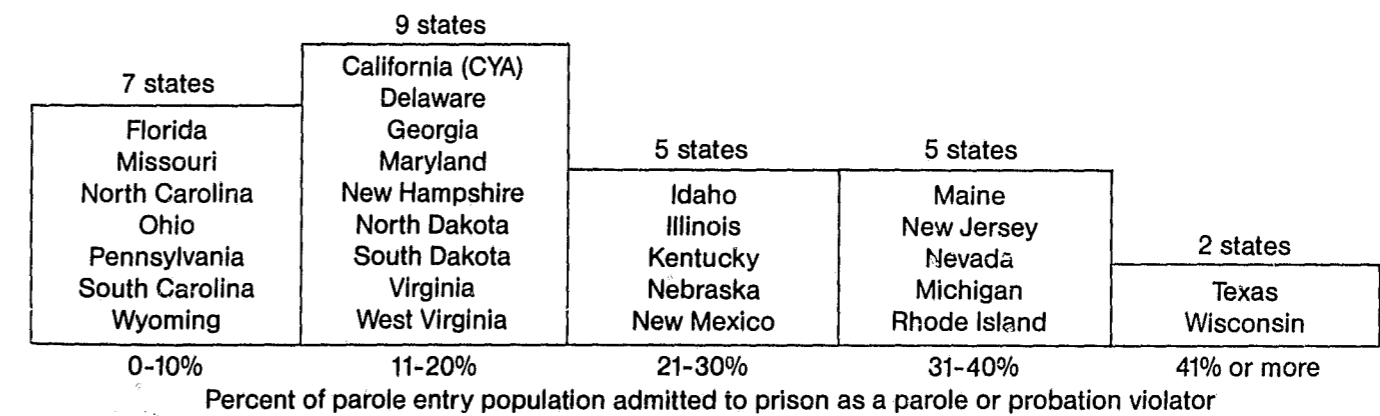 7 states
Florida
Missouri
North Carolina
Ohio
Pennsylvania
South Carolina
Wyoming
0-10%
9 states
California (CYA)
Delaware
Georgia
Maryland
New Hampshire
North Dakota
South Dakota
Virginia
West Virginia
11-20%
5 states
Idaho
Illinois
Kentucky
Nebraska
New Mexico
21-30%
5 states
Maine
New Jersey
Nevada
Michigan
Rhode Island
31-40%
2 states
Texas
Wisconsin
41% or more
Percent of parole entry population admitted to prison as a parole or probation violator